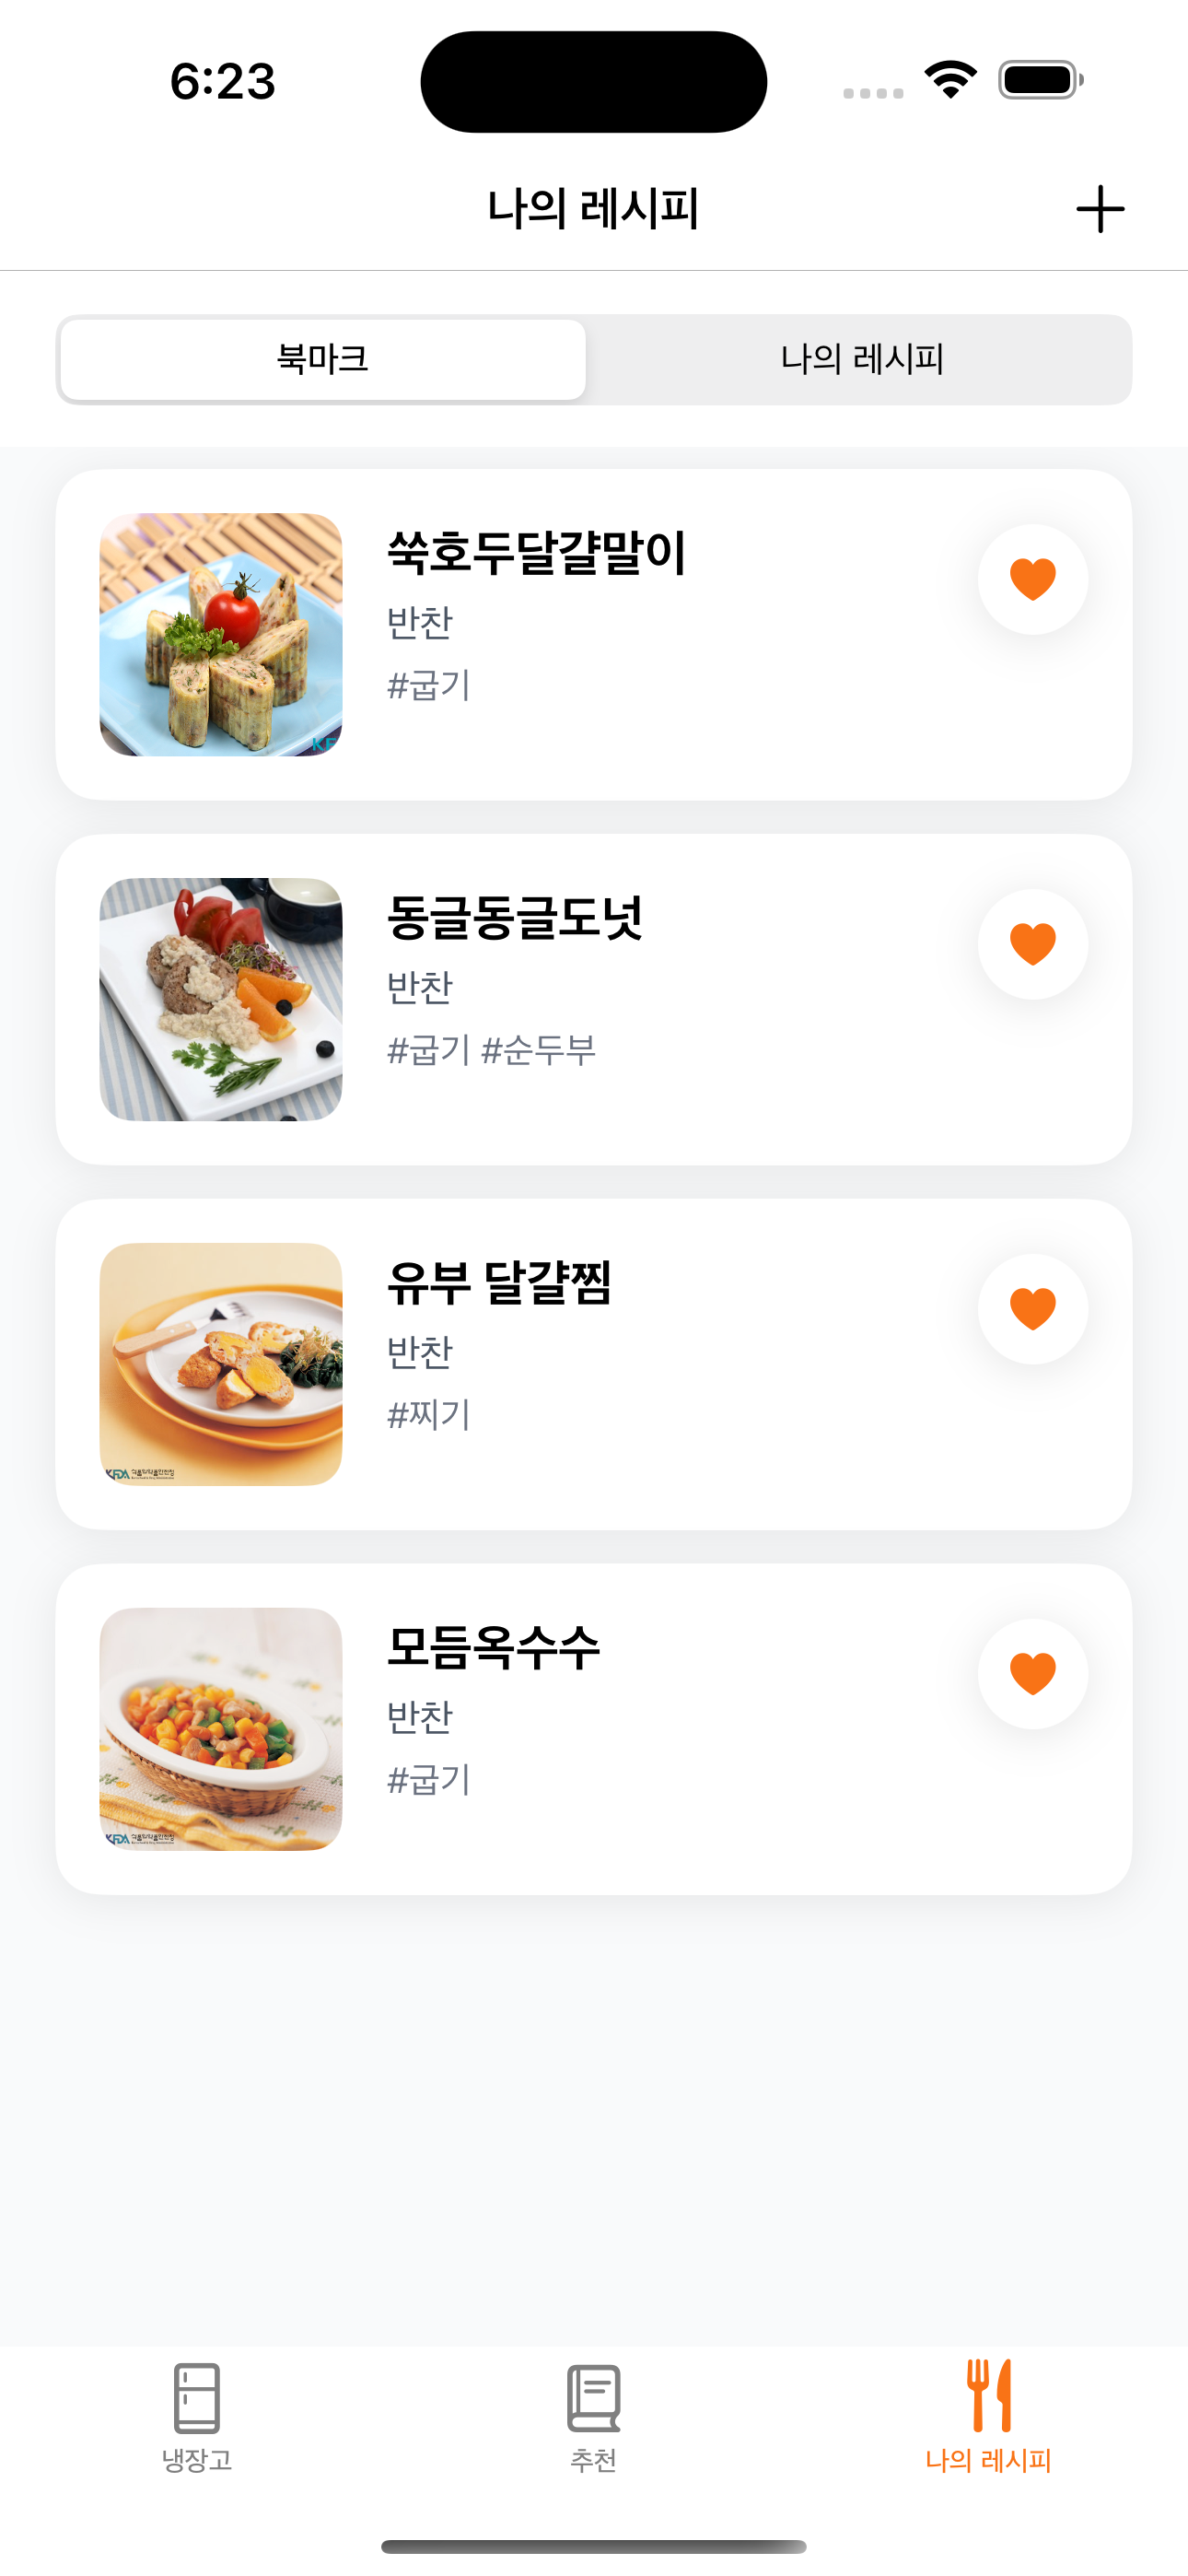 6:23
나의 레시피
북마크
나의 레시피
쑥호두달걀말이
반찬
#굽기
동글동글도넛
반찬
#굽기 #순두부
유부 달걀찜
반찬
#찌기
KFDA
모듬옥수수
반찬
#굽기
KFDA
냉장고
추천
나의 레시피